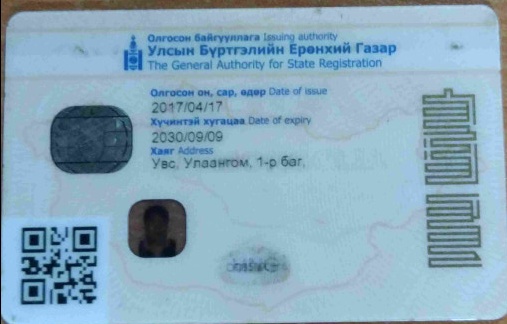 Олгосон байгууллага Issuing authority
Улсын Бүртгэлийн Ерөнхий Газар
The General Authority for State Registration
Олгосон он, сар, өдөр Date of issue
2017/04/17
Хүчинтэй хугацаа Date of expiry
2030/09/09
Хаяг Address
Увс, Улаангом, 1-р баг,